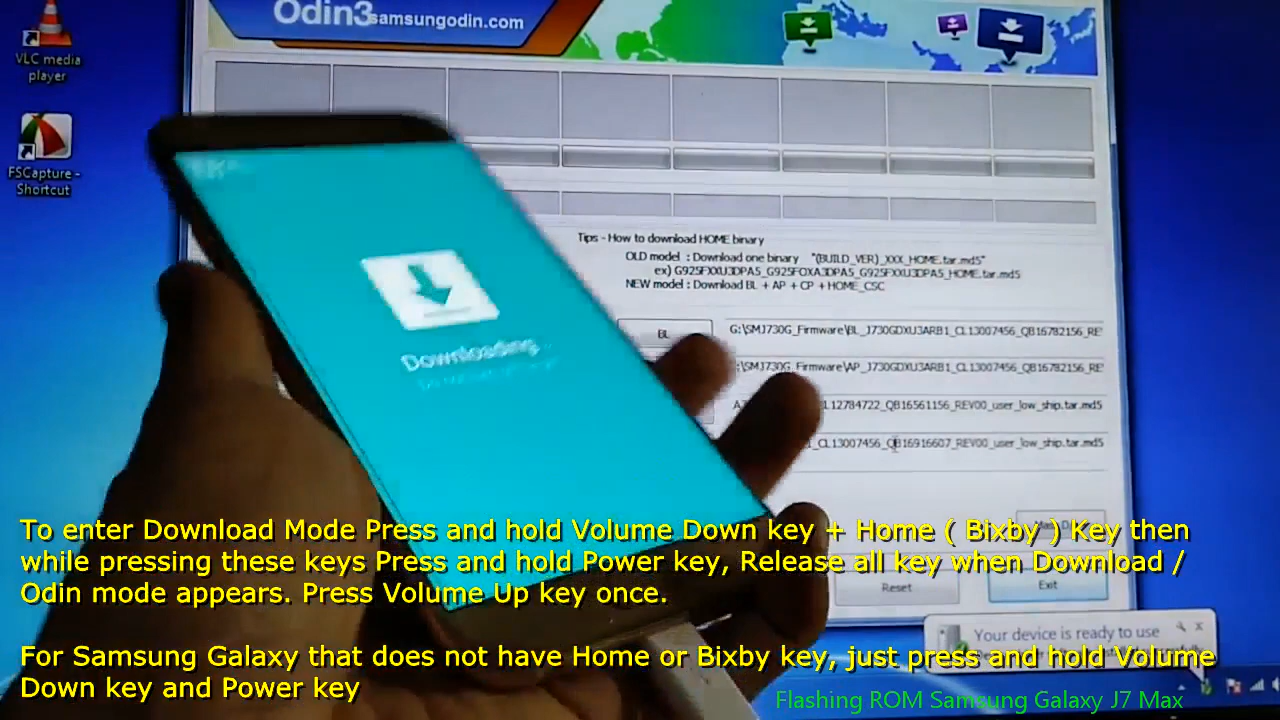 Odin3
samsungodin.com
VLC media
player
FSCapture -
Shortcut
Tips - How to download HOME binary
OLD model : Download one binary "(BUILD_VER)_XXX_HOME.tar.md5"
ex) G925FXXU3DPA5_G925FOXA3DPA5_G925FXXU3DPA5_HOME.tar.md5
NEW model : Download BL + AP + CP + HOME_CSC
BL
G:\SMJ730G_Firmware\BL_J730GDXU3ARB1_CL13007456_QB16782156_RE
:\SMJ730G_Firmware\AP_J730GDXU3ARB1_CL13007456_QB16782156_RE
L12784722_QB16561156_REV00_user_low_ship.tar.md5
_CL13007456_QB16916607_REV00_user_low_ship.tar.md5
Downloading...
To enter Download Mode Press and hold Volume Down key + Home ( Bixby ) Key then
while pressing these keys Press and hold Power key, Release all key when Download /
Odin mode appears. Press Volume Up key once.
Reset
Exit
Your device is ready to use
For Samsung Galaxy that does not have Home or Bixby key, just press and hold Volume
Down key and Power key
Flashing ROM Samsung Galaxy J7 Max